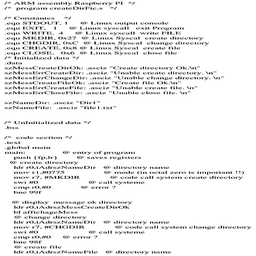 /* ARM assembly Raspberry PI  */
/*  program createDirFic.s   */

/* Constantes    */
.equ STDOUT, 1     @ Linux output console
.equ EXIT,   1     @ Linux syscall  exit Program
.equ WRITE,  4     @ Linux syscall  write FILE
.equ MKDIR, 0x27  @ Linux Syscal  create directory
.equ CHGDIR, 0xC  @ Linux Syscal  change directory
.equ CREATE, 0x8  @ Linux Syscal  create file
.equ CLOSE,  0x6  @ Linux Syscal  close file
/* Initialized data */
.data
szMessCreateDirOk: .asciz "Create directory Ok.\n"
szMessErrCreateDir: .asciz "Unable create directory. \n"
szMessErrChangeDir: .asciz "Unable change directory. \n"
szMessCreateFileOk: .asciz "Create file Ok.\n"
szMessErrCreateFile: .asciz "Unable create file. \n"
szMessErrCloseFile: .asciz "Unable close file. \n"

szNameDir: .asciz "Dir1"
szNameFile:   .asciz "file1.txt"


/* UnInitialized data */
.bss

/*  code section */
.text
.global main
main:             @ entry of program
    push {fp,lr}      @ saves registers
  @ create directory
    ldr r0,iAdrszNameDir   @ directory name
    mov r1,#0775           @ mode (in octal zero is important !!)
    mov r7, #MKDIR             @ code call system create directory
    swi #0                      @ call systeme
    cmp r0,#0         @ error ?
    bne 99f

  @ display  message ok directory
    ldr r0,iAdrszMessCreateDirOk
    bl affichageMess
    @ change directory
    ldr r0,iAdrszNameDir   @ directory name
    mov r7, #CHGDIR             @ code call system change directory
    swi #0                      @ call systeme
    cmp r0,#0     @ error ?
    bne 98f
    @ create file
    ldr r0,iAdrszNameFile   @ directory name